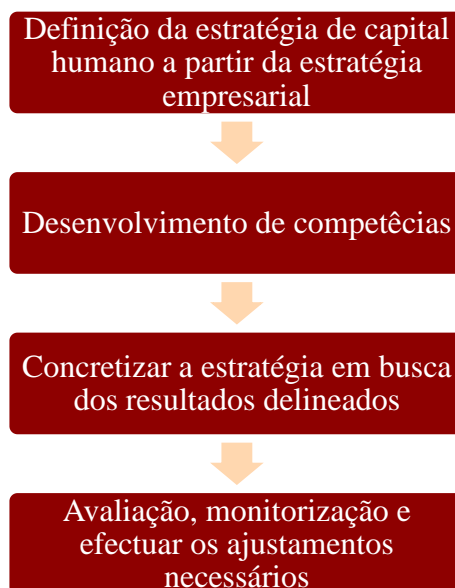 Definição da estratégia de capital
humano a partir da estratégia
empresarial
Desenvolvimento de competêcias
Concretizar a estratégia em busca
dos resultados delineados
Avaliação, monitorização e
efectuar os ajustamentos
necessários